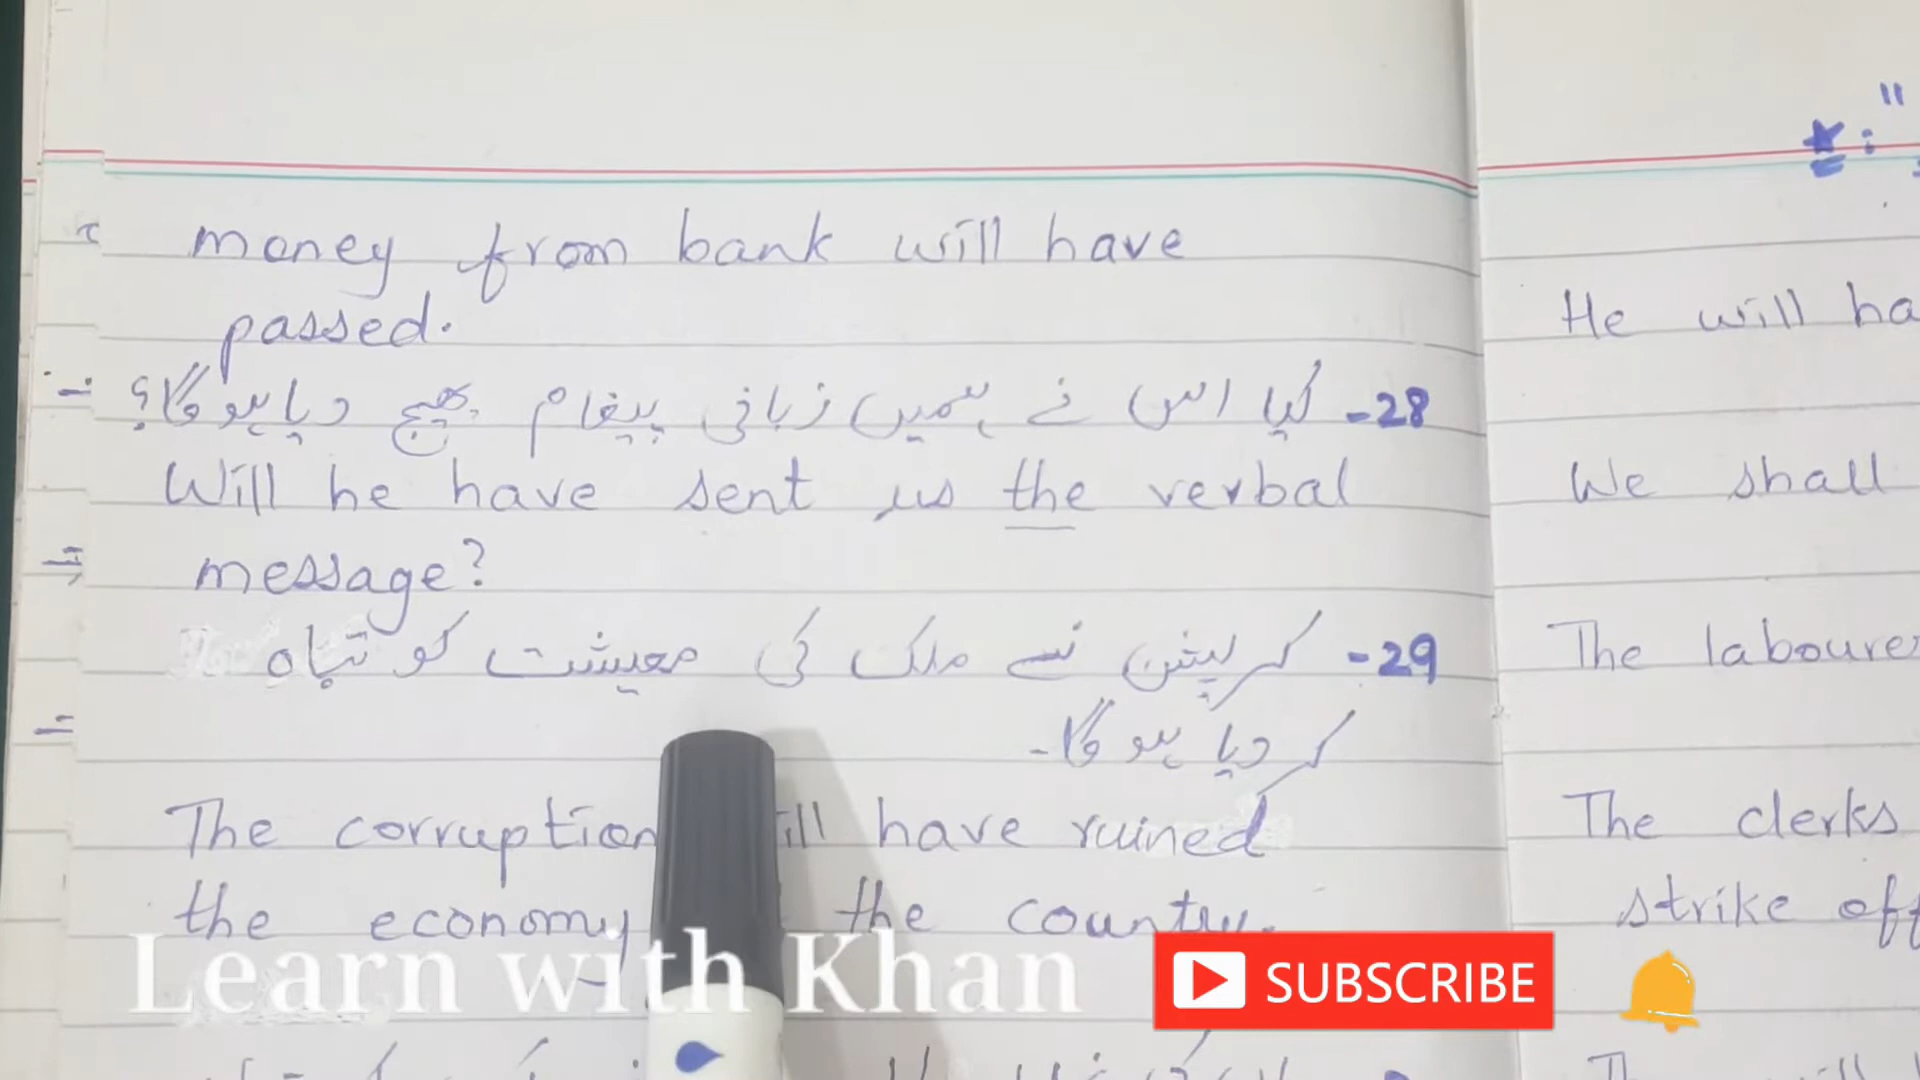 money from bank will have
passed.
28- کیا اس نے ہمیں زبانی پیغام بھیج دیا ہوگا؟
Will he have sent us the verbal
message?
29- کرپشن نے ملک کی معیشت کو تباہ
کر دیا ہوگا۔
The corruption will have ruined
the economy the country.
He will ha
We shall
The laboure
The clerks
strike off
The will
Learn with Khan
SUBSCRIBE